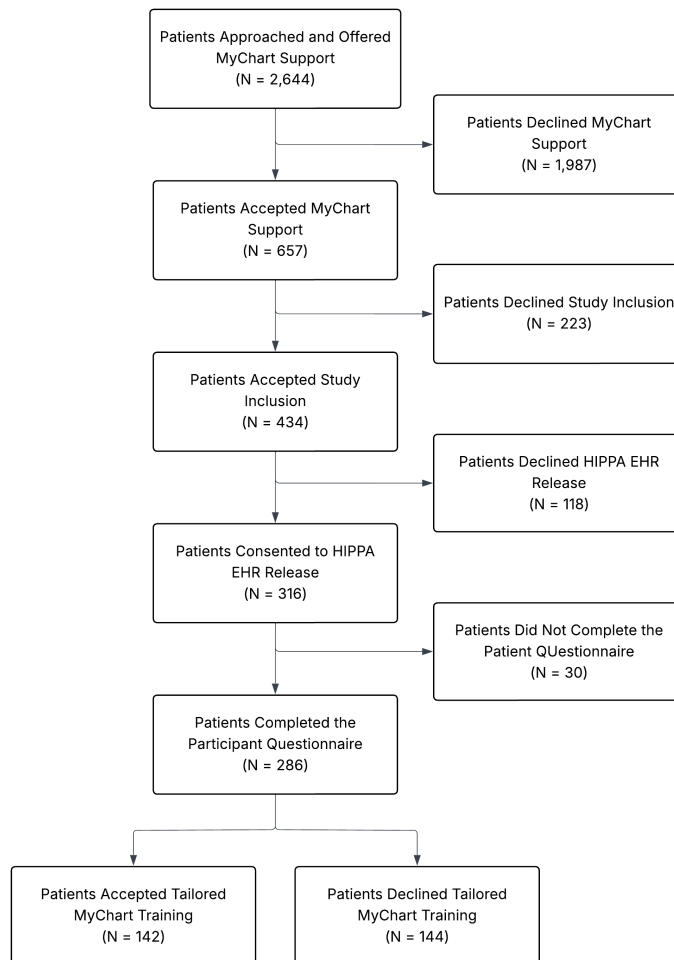 Patients Approached and Offered
MyChart Support
(N = 2,644)
Patients Declined MyChart
Support
(N = 1,987)
Patients Accepted MyChart
Support
(N = 657)
Patients Declined Study Inclusion
(N = 223)
Patients Accepted Study
Inclusion
(N = 434)
Patients Declined HIPPA EHR
Release
(N = 118)
Patients Consented to HIPPA
EHR Release
(N = 316)
Patients Did Not Complete the
Patient QUestionnaire
(N = 30)
Patients Completed the
Participant Questionnaire
(N = 286)
Patients Accepted Tailored
MyChart Training
(N = 142)
Patients Declined Tailored
MyChart Training
(N = 144)